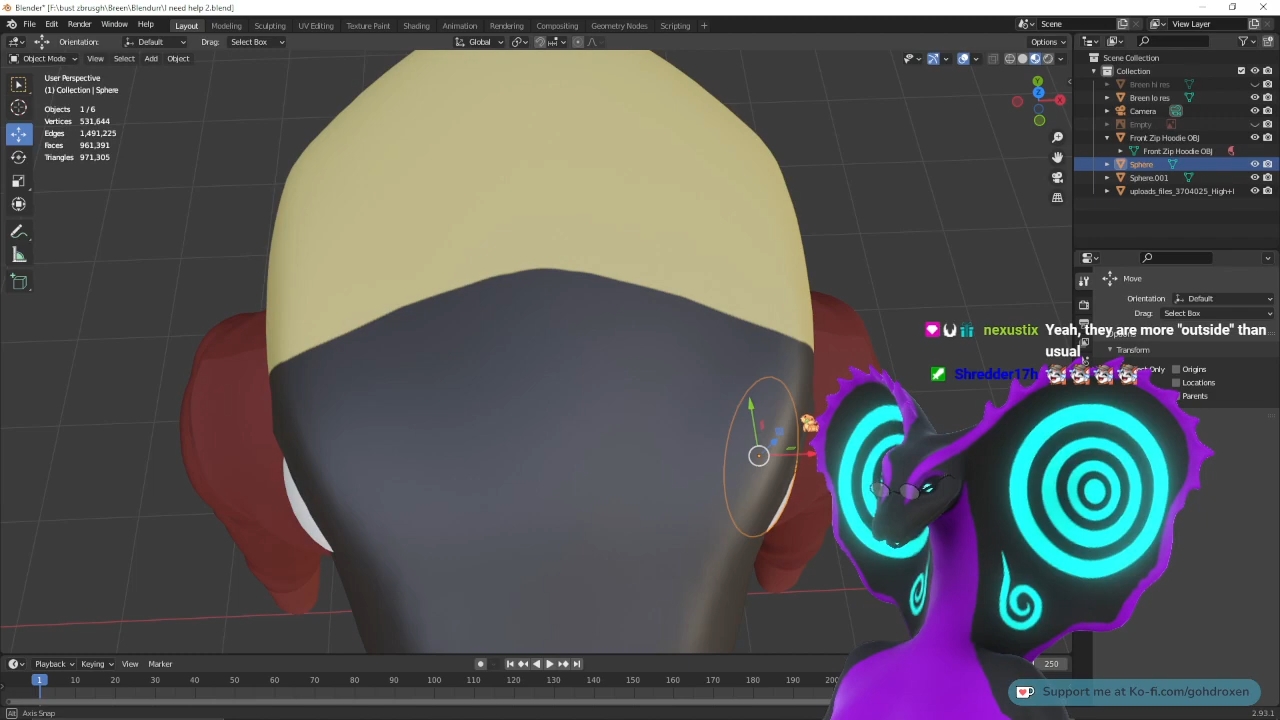 Blender* [F:\bust zbrusgh\Breen\Blendurr\I need help 2.blend]
File Edit Render Window Help Layout Modeling Sculpting UV Editing Texture Paint Shading Animation Rendering Compositing Geometry Nodes Scripting + Scene View Layer
Orientation: Default Drag: Select Box Global Options
Object Mode View Select Add Object
User Perspective
(1) Collection | Sphere
Objects 1/6
Vertices 531,644
Edges 1,491,225
Faces 961,391
Triangles 971,305
Y
Z
X
Scene Collection
Collection
Breen hi res
Breen lo res
Camera
Empty
Front Zip Hoodie OBJ
Front Zip Hoodie OBJ
Sphere
Sphere.001
uploads_files_3704025_High+I
Move
Orientation Default
Drag: Select Box
Transform
Origins
Locations
Parents
nexustix Yeah, they are more "outside" than
usual
Shredder17h
Playback Keying View Marker
250
1 10 20 30 40 50 60 70 80 90 100 110 120 130 140 150 160 170 180 190 200
Alt Axis Snap
Support me at Ko-fi.com/gohdroxen
2.93.1